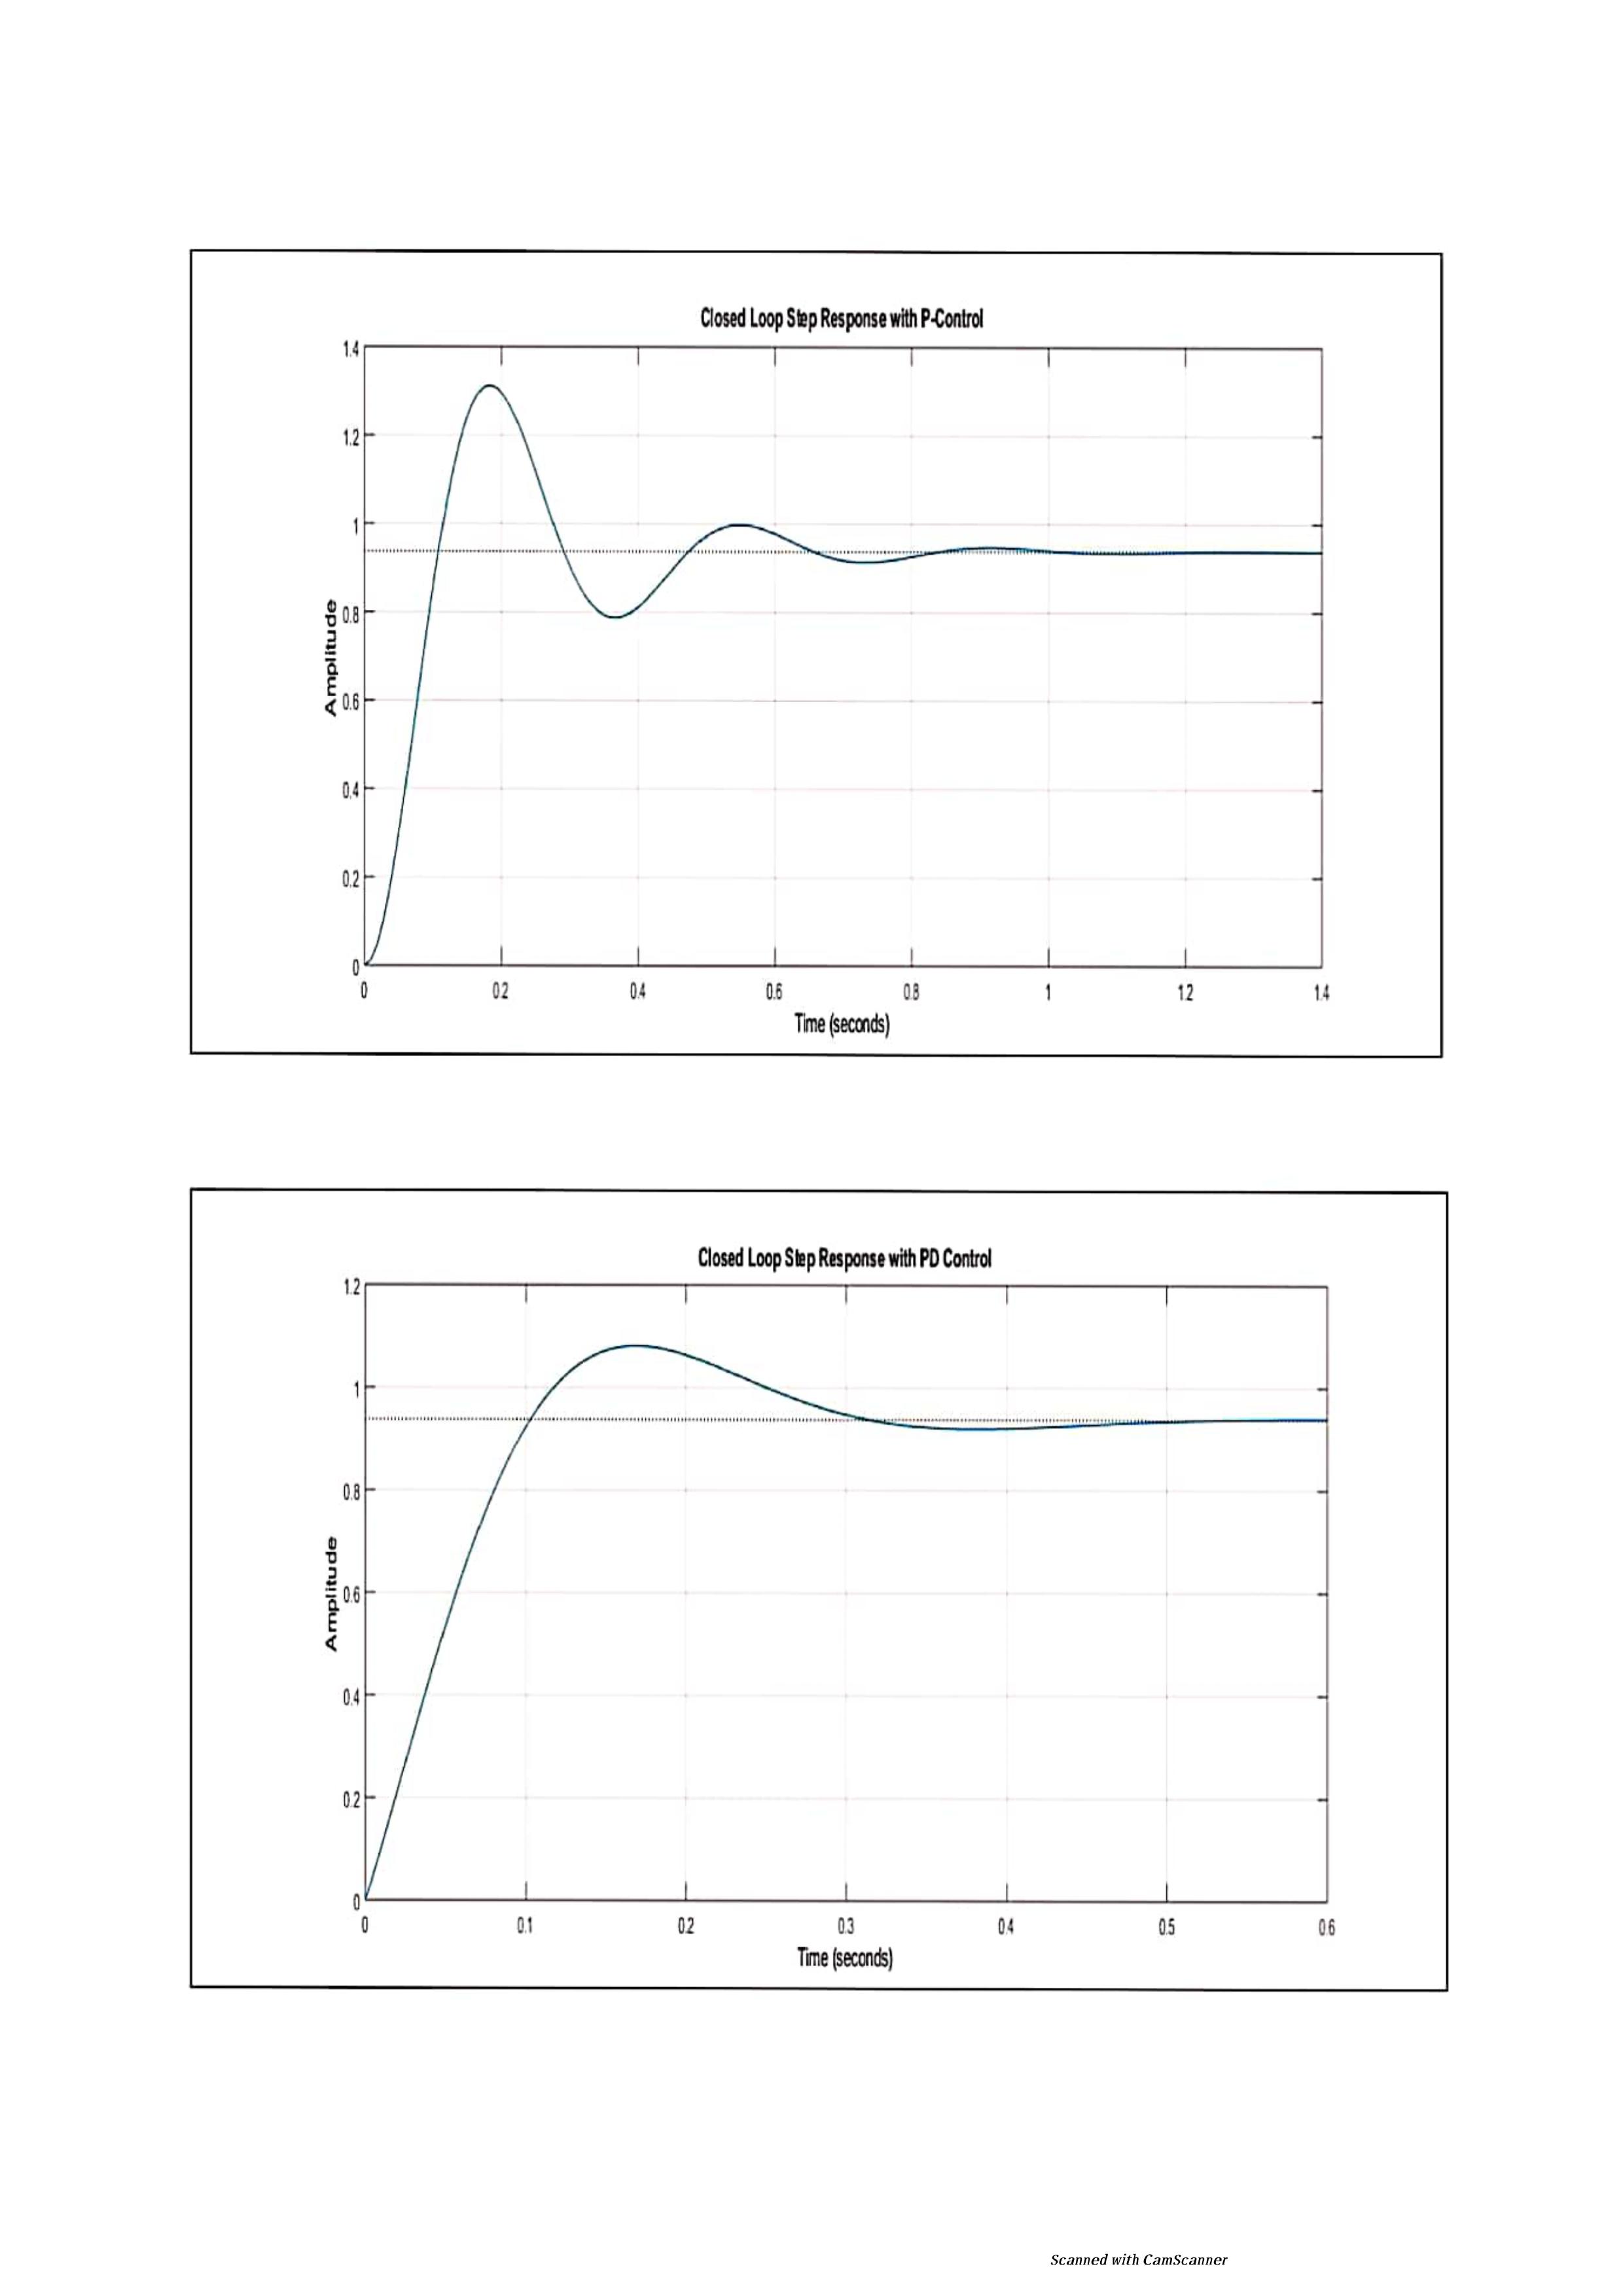 Closed Loop Step Response with P-Control
1.4
1.2
1
0.8
0.6
0.4
0.2
0
Amplitude
0 0.2 0.4 0.6 0.8 1 1.2 1.4
Time (seconds)
Closed Loop Step Response with PD Control
1.2
1
0.8
0.6
0.4
0.2
0
Amplitude
0 0.1 0.2 0.3 0.4 0.5 0.6
Time (seconds)
Scanned with CamScanner